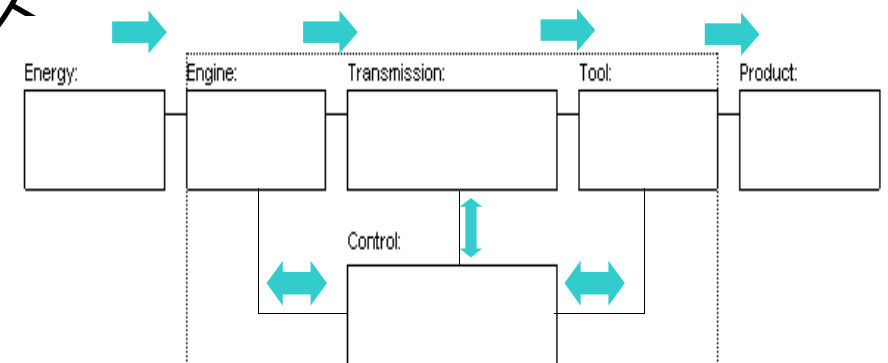 Energy:
Engine:
Transmission:
Tool:
Product:
Control: